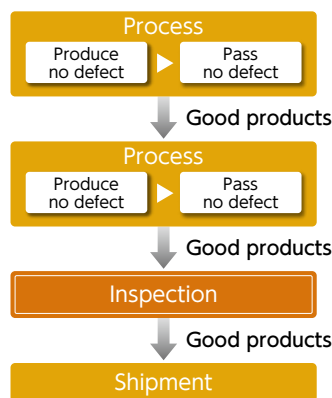 Process
Produce
no defect
Pass
no defect
Good products
Process
Produce
no defect
Pass
no defect
Good products
Inspection
Good products
Shipment